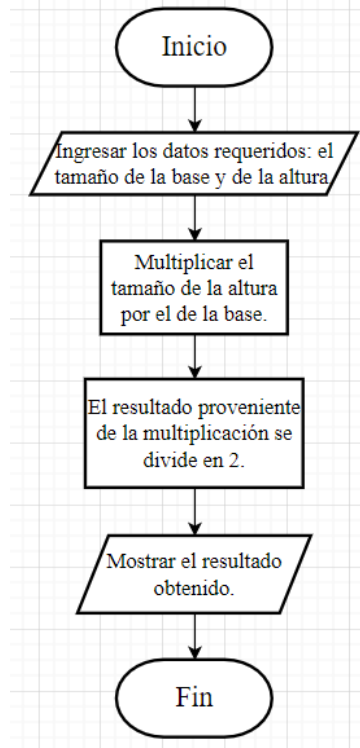 Inicio
Ingresar los datos requeridos: el
tamaño de la base y de la altura
Multiplicar el
tamaño de la altura
por el de la base.
El resultado proveniente
de la multiplicación se
divide en 2.
Mostrar el resultado
obtenido.
Fin